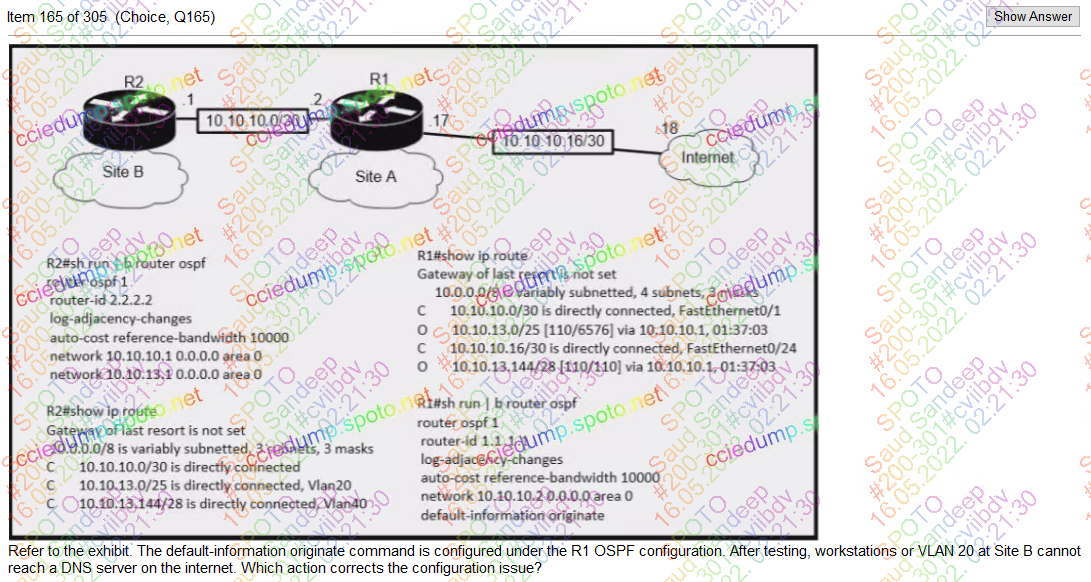 Item 165 of 305 (Choice, Q165)
Show Answer
R2
R1
.1
10.10.10.0/30
.2
.17
10.10.10.16/30
.18
Internet
Site B
Site A
R2#sh run | b router ospf
router ospf 1
router-id 2.2.2.2
log-adjacency-changes
auto-cost reference-bandwidth 10000
network 10.10.10.1 0.0.0.0 area 0
network 10.10.13.1 0.0.0.0 area 0
R2#show ip route
Gateway of last resort is not set
10.0.0.0/8 is variably subnetted, 3 subnets, 3 masks
C 10.10.10.0/30 is directly connected
C 10.10.13.0/25 is directly connected, Vlan20
C 10.10.13.144/28 is directly connected, Vlan40
R1#show ip route
Gateway of last resort is not set
10.0.0.0/8 is variably subnetted, 4 subnets, 3 masks
C 10.10.10.0/30 is directly connected, FastEthernet0/1
O 10.10.13.0/25 [110/6576] via 10.10.10.1, 01:37:03
C 10.10.10.16/30 is directly connected, FastEthernet0/24
O 10.10.13.144/28 [110/110] via 10.10.10.1, 01:37:03
R1#sh run | b router ospf
router ospf 1
router-id 1.1.1.1
log-adjacency-changes
auto-cost reference-bandwidth 10000
network 10.10.10.2 0.0.0.0 area 0
default-information originate
Refer to the exhibit. The default-information originate command is configured under the R1 OSPF configuration. After testing, workstations or VLAN 20 at Site B cannot
reach a DNS server on the internet. Which action corrects the configuration issue?
cciedump.spoto.net